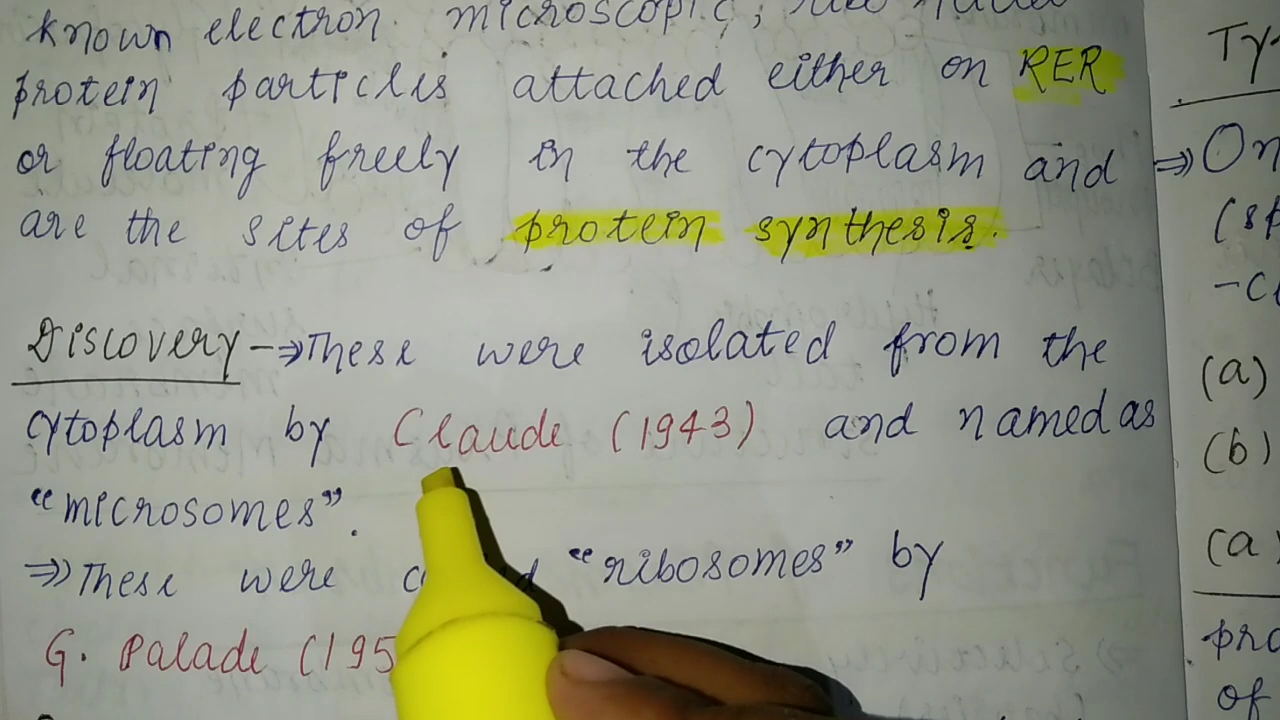 known electron microscopic,
protein particles attached either on RER
or floating freely in the cytoplasm and
are the sites of protein synthesis.
Discovery → These were isolated from the
cytoplasm by Claude (1943) and named as
"microsomes".
⇒ These were "ribosomes" by
G. Palade (195
⇒ On
(a)
(b)
(a
of